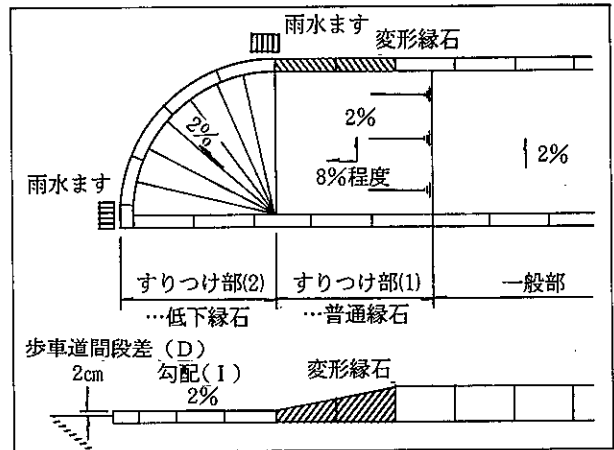 雨水ます
変形縁石
2%
2%
8%程度
2%
雨水ます
すりつけ部(2)
すりつけ部(1)
一般部
…低下縁石
…普通縁石
歩車道間段差(D)
勾配(I)
変形縁石
2cm
2%